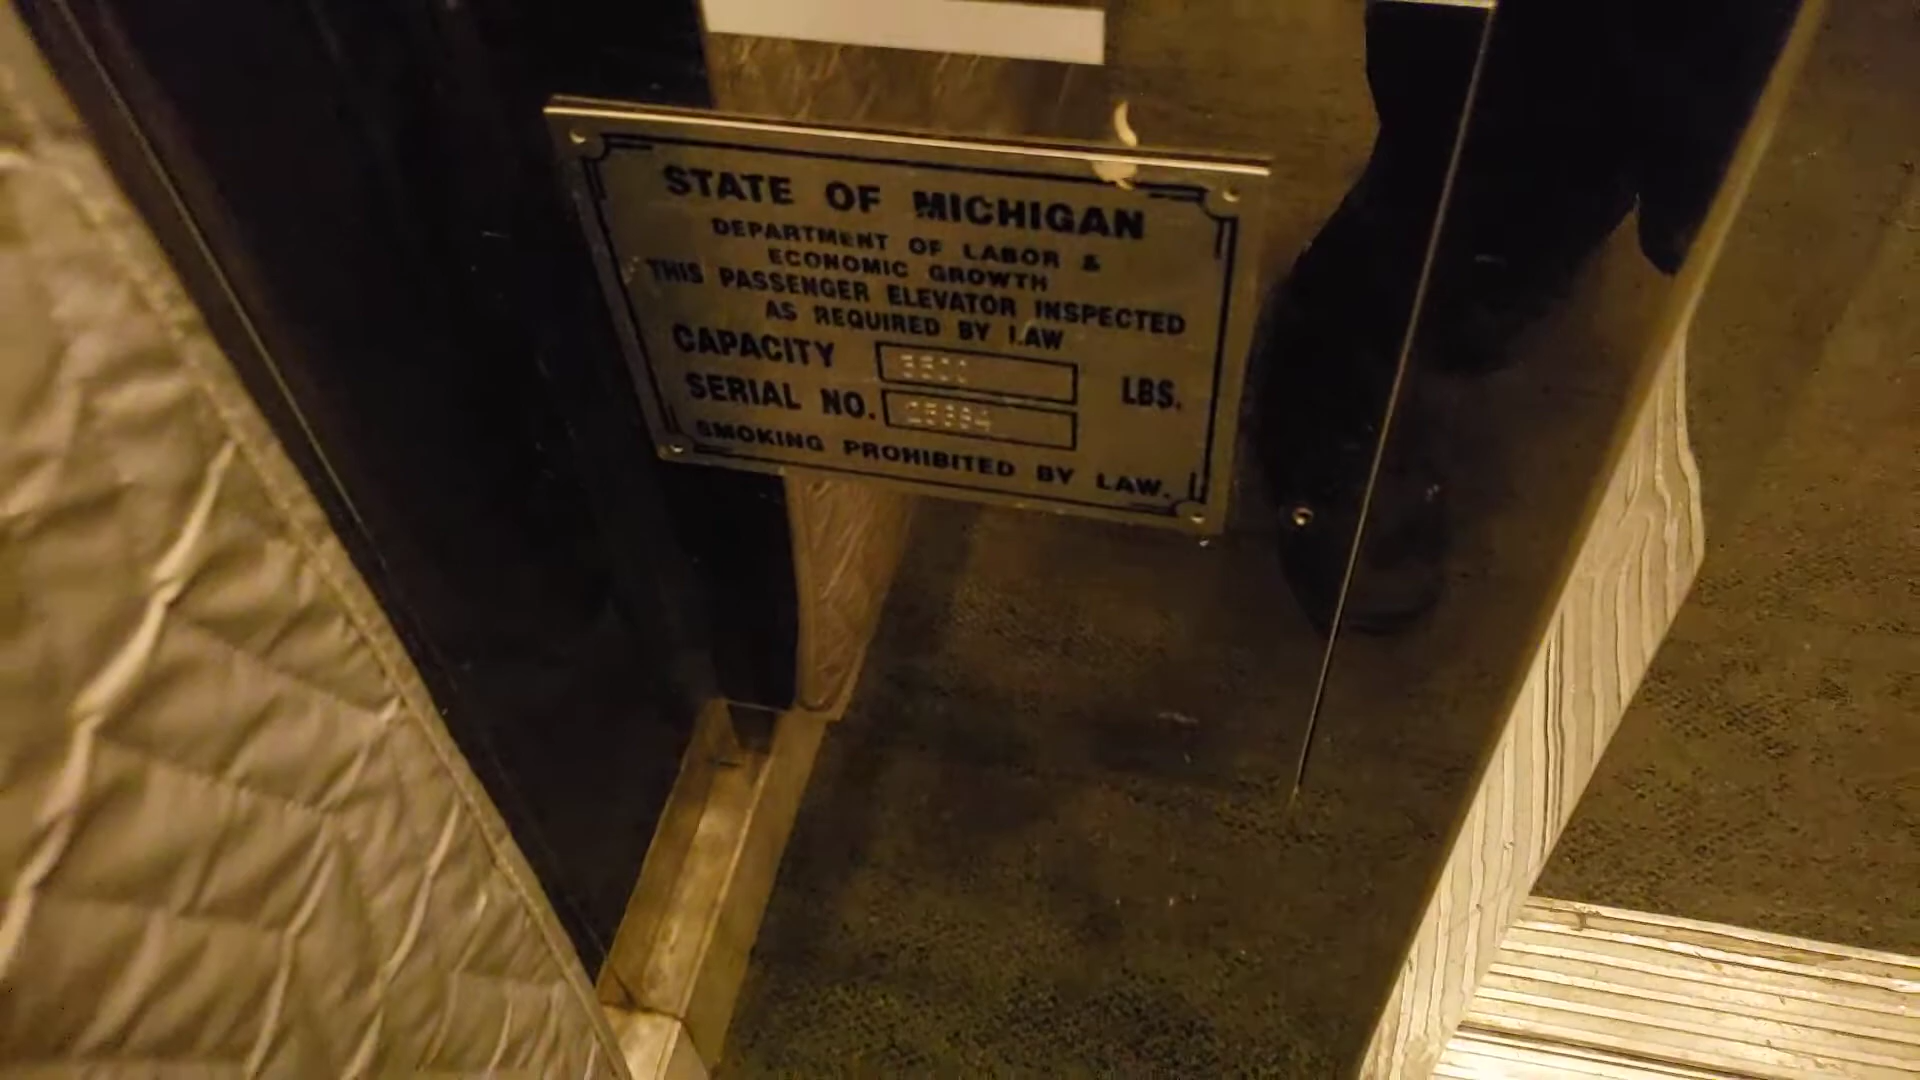 STATE OF MICHIGAN
DEPARTMENT OF LABOR &
ECONOMIC GROWTH
THIS PASSENGER ELEVATOR INSPECTED
AS REQUIRED BY LAW
CAPACITY LBS.
SERIAL NO.
SMOKING PROHIBITED BY LAW.